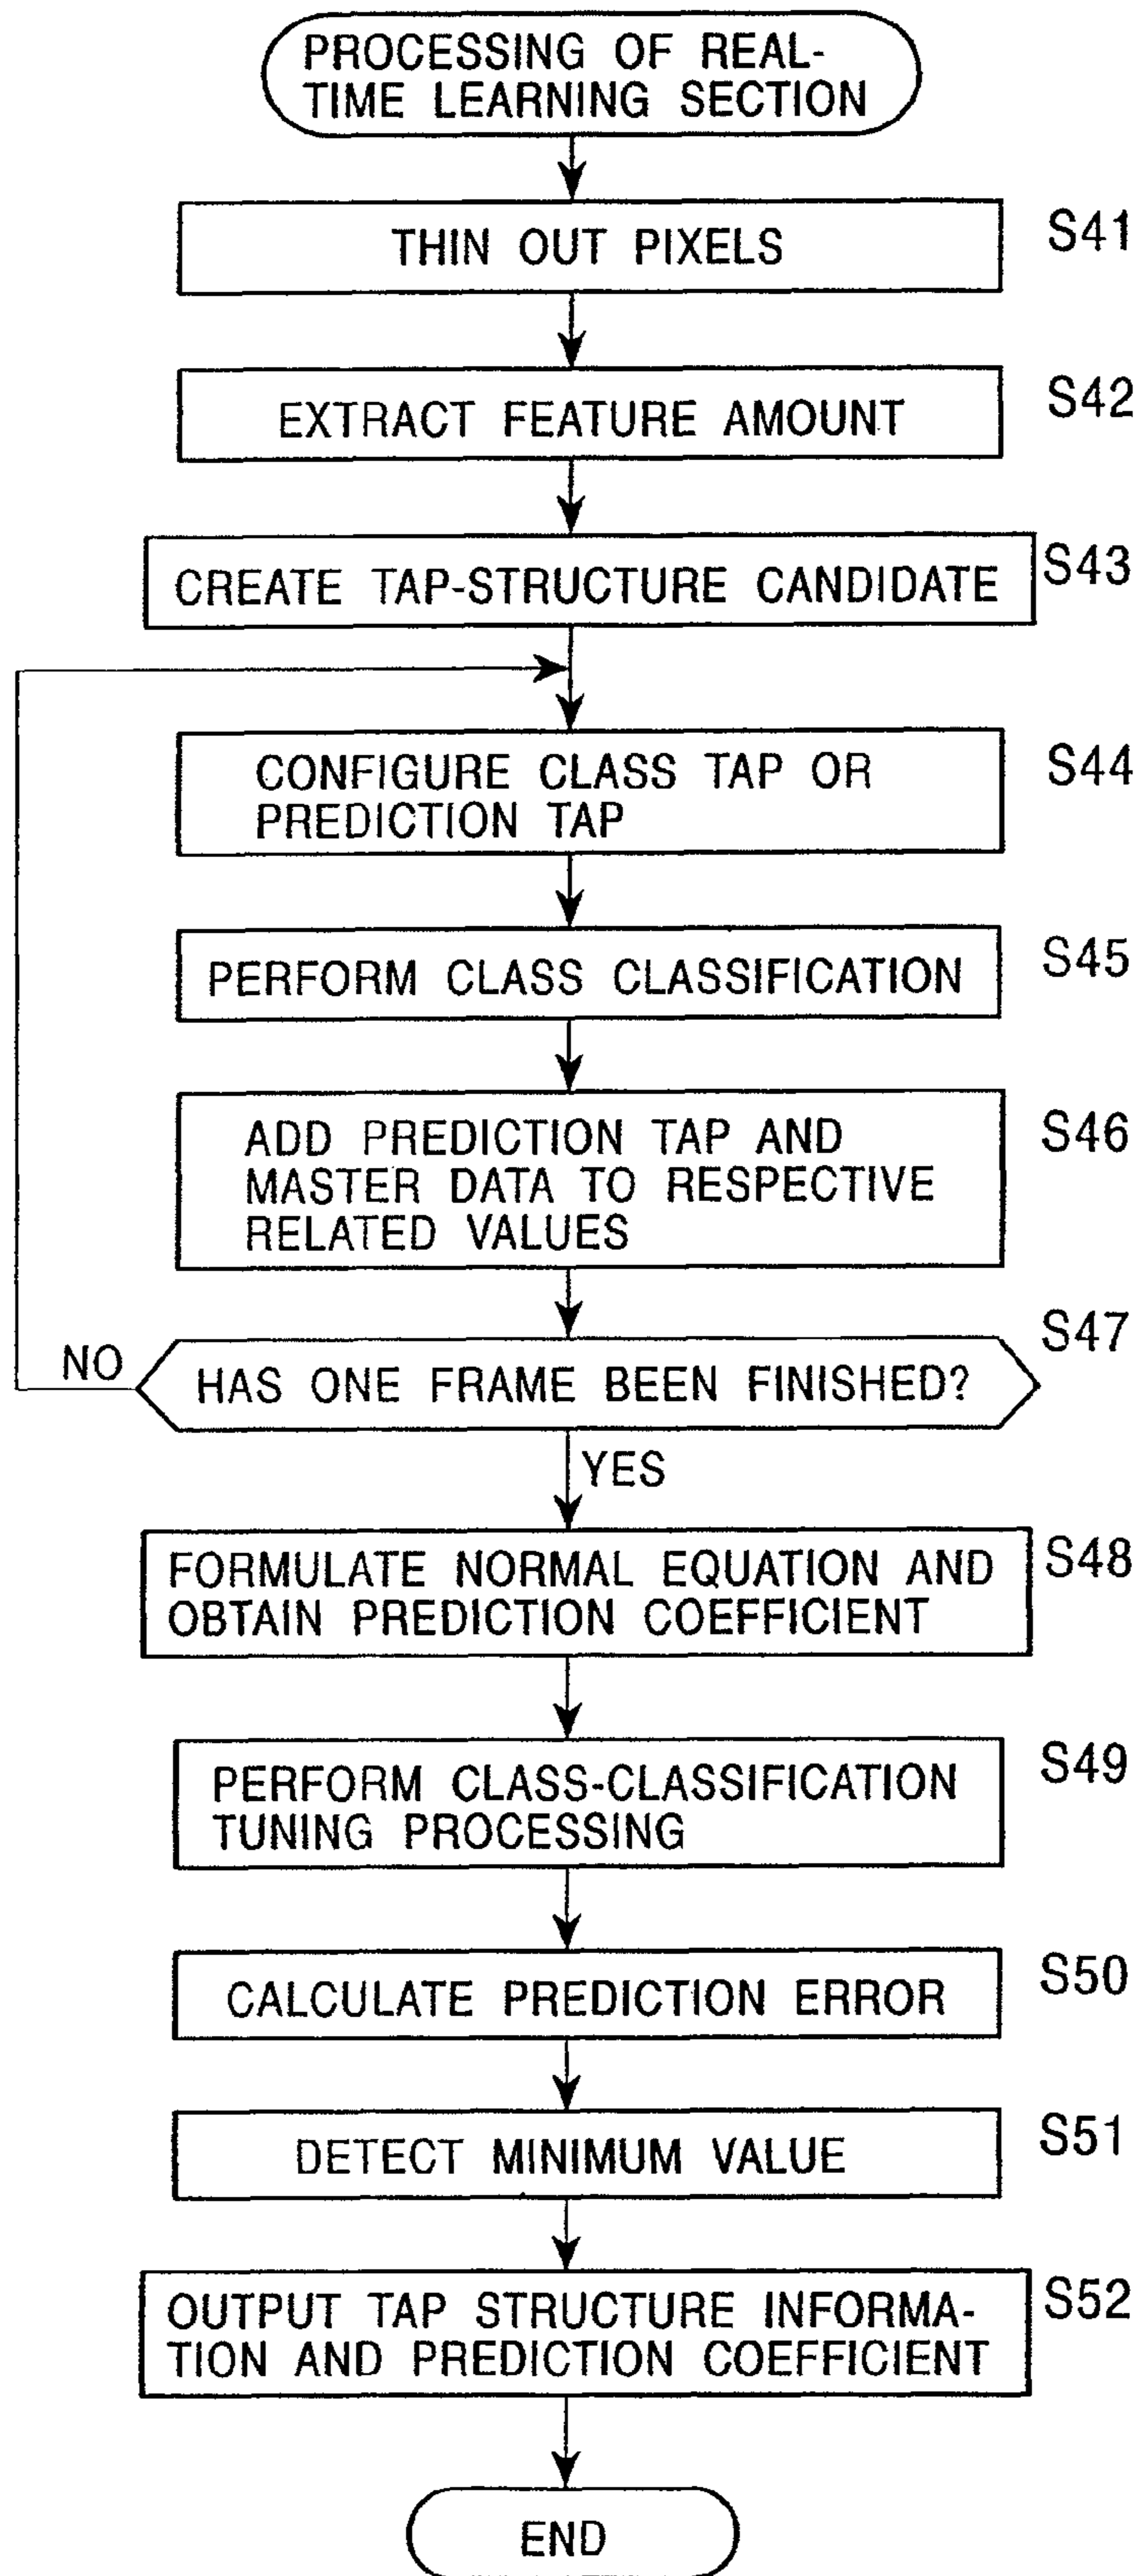 PROCESSING OF REAL-
TIME LEARNING SECTION
THIN OUT PIXELS
S41
EXTRACT FEATURE AMOUNT
S42
CREATE TAP-STRUCTURE CANDIDATE
S43
CONFIGURE CLASS TAP OR
PREDICTION TAP
S44
PERFORM CLASS CLASSIFICATION
S45
ADD PREDICTION TAP AND
MASTER DATA TO RESPECTIVE
RELATED VALUES
S46
HAS ONE FRAME BEEN FINISHED?
S47
NO
YES
FORMULATE NORMAL EQUATION AND
OBTAIN PREDICTION COEFFICIENT
S48
PERFORM CLASS-CLASSIFICATION
TUNING PROCESSING
S49
CALCULATE PREDICTION ERROR
S50
DETECT MINIMUM VALUE
S51
OUTPUT TAP STRUCTURE INFORMA-
TION AND PREDICTION COEFFICIENT
S52
END